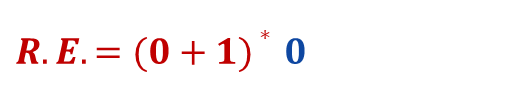 R. E. = (0 + 1)* 0